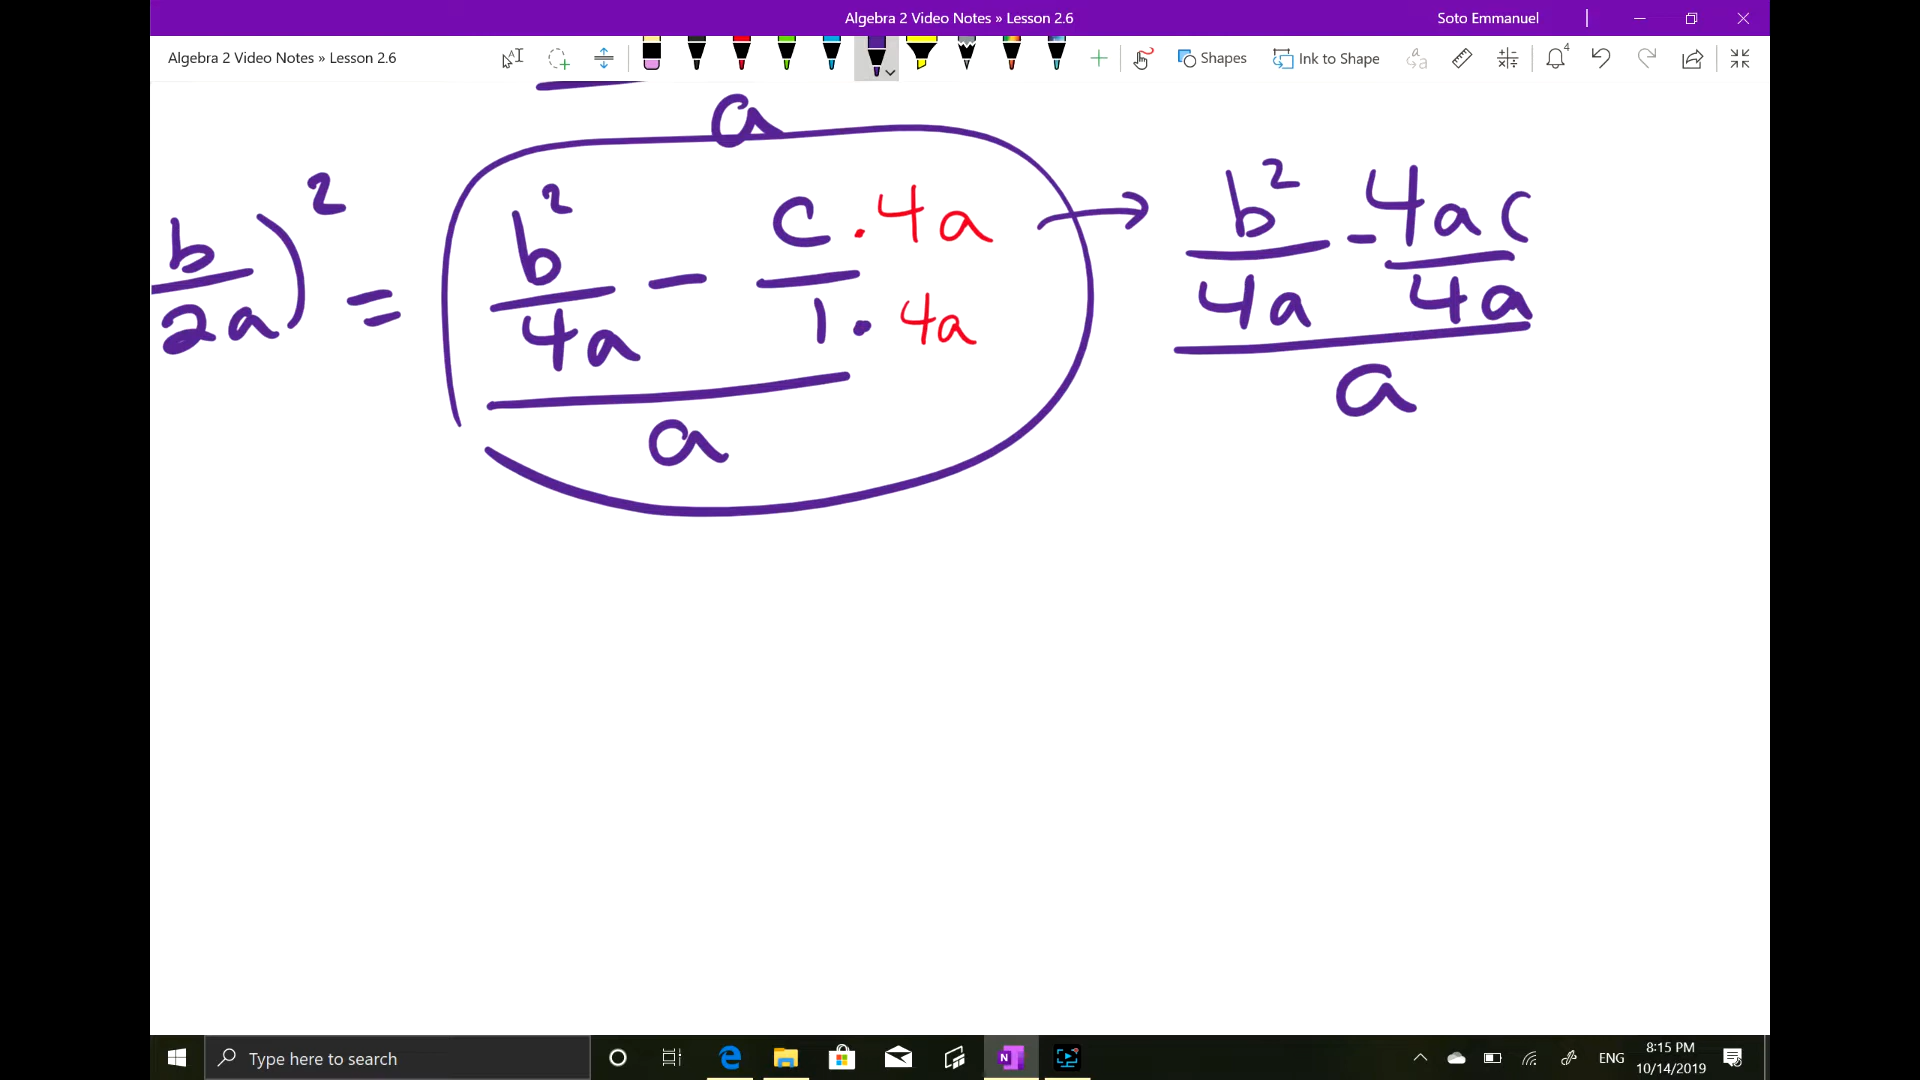 Algebra 2 Video Notes » Lesson 2.6
Soto Emmanuel
Algebra 2 Video Notes » Lesson 2.6
Shapes
Ink to Shape
4
a
b/2a)² = (b²/4a − c·4a/1·4a)/a → (b²/4a − 4ac/4a)/a
Type here to search
ENG
8:15 PM
10/14/2019